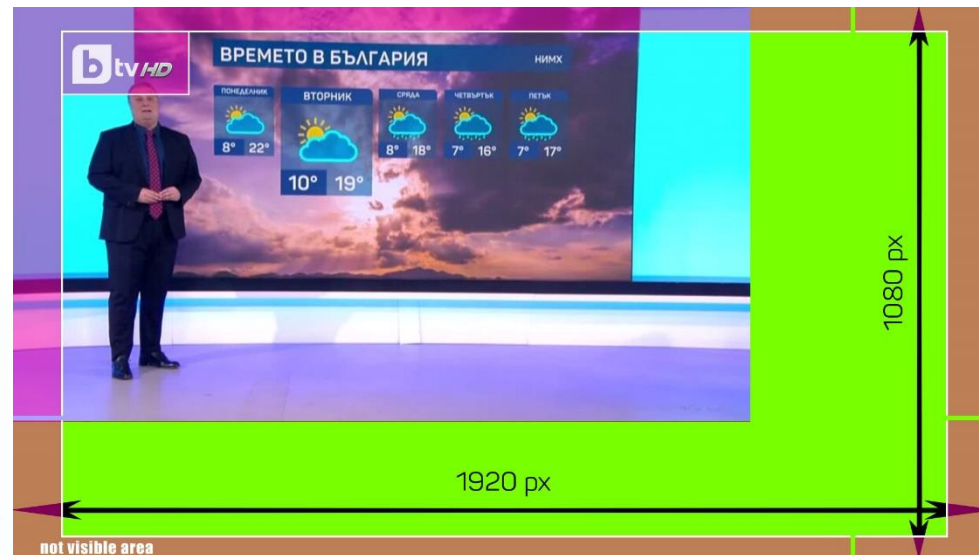 btv HD
ВРЕМЕТО В БЪЛГАРИЯ
НИМХ
ПОНЕДЕЛНИК
ВТОРНИК
СРЯДА
ЧЕТВЪРТЪК
ПЕТЪК
8° 22°
10° 19°
8° 18°
7° 16°
7° 17°
1080 px
1920 px
not visible area